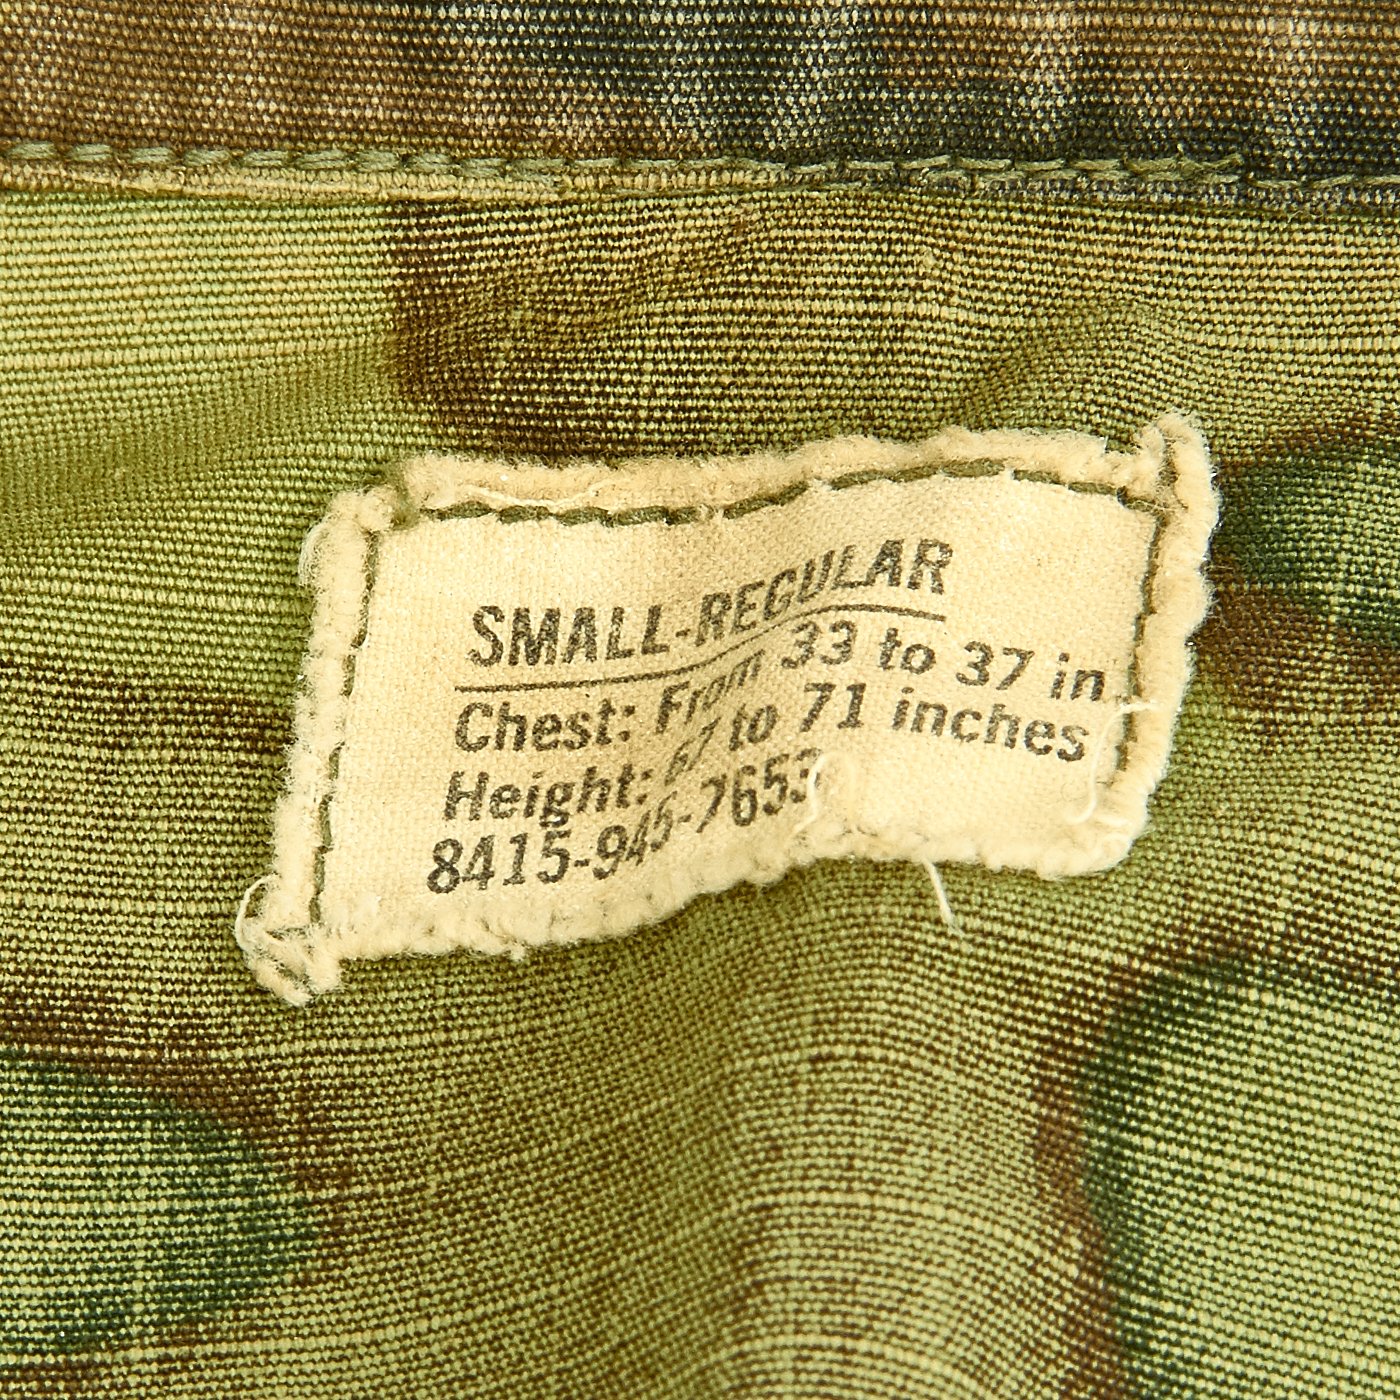 SMALL-REGULAR
Chest: From 33 to 37 in
Height: 67 to 71 inches
8415-945-7653